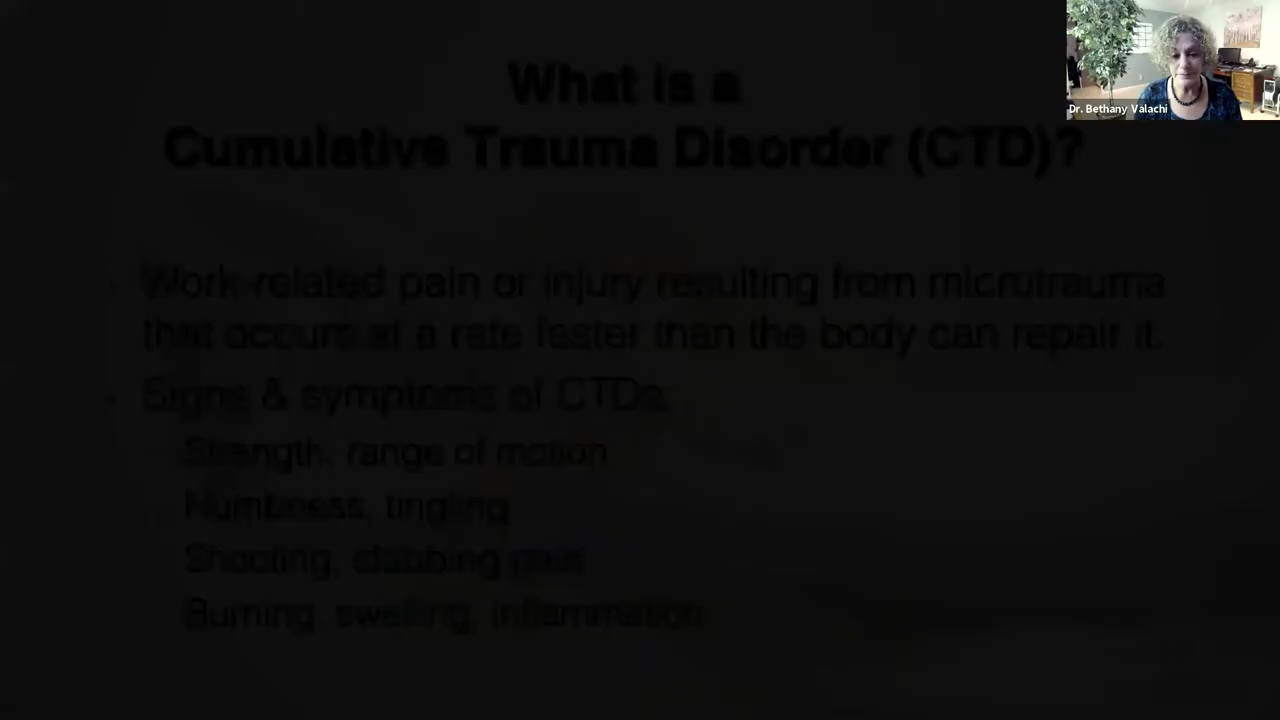 What is a
Cumulative Trauma Disorder (CTD)?
Work-related pain or injury resulting from microtrauma
that occurs at a rate faster than the body can repair it.
Signs & symptoms of CTDs
Strength, range of motion
Numbness, tingling
Shooting, stabbing pain
Burning, swelling, inflammation
Dr. Bethany Valachi